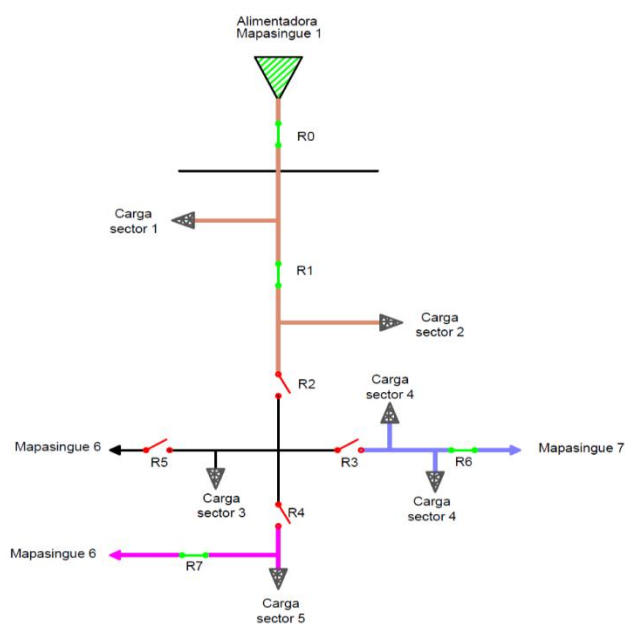 Alimentadora
Mapasingue 1
R0
Carga
sector 1
R1
Carga
sector 2
R2
Carga
sector 4
Mapasingue 6
R5
R3
R6
Mapasingue 7
Carga
sector 3
Carga
sector 4
R4
Mapasingue 6
R7
Carga
sector 5